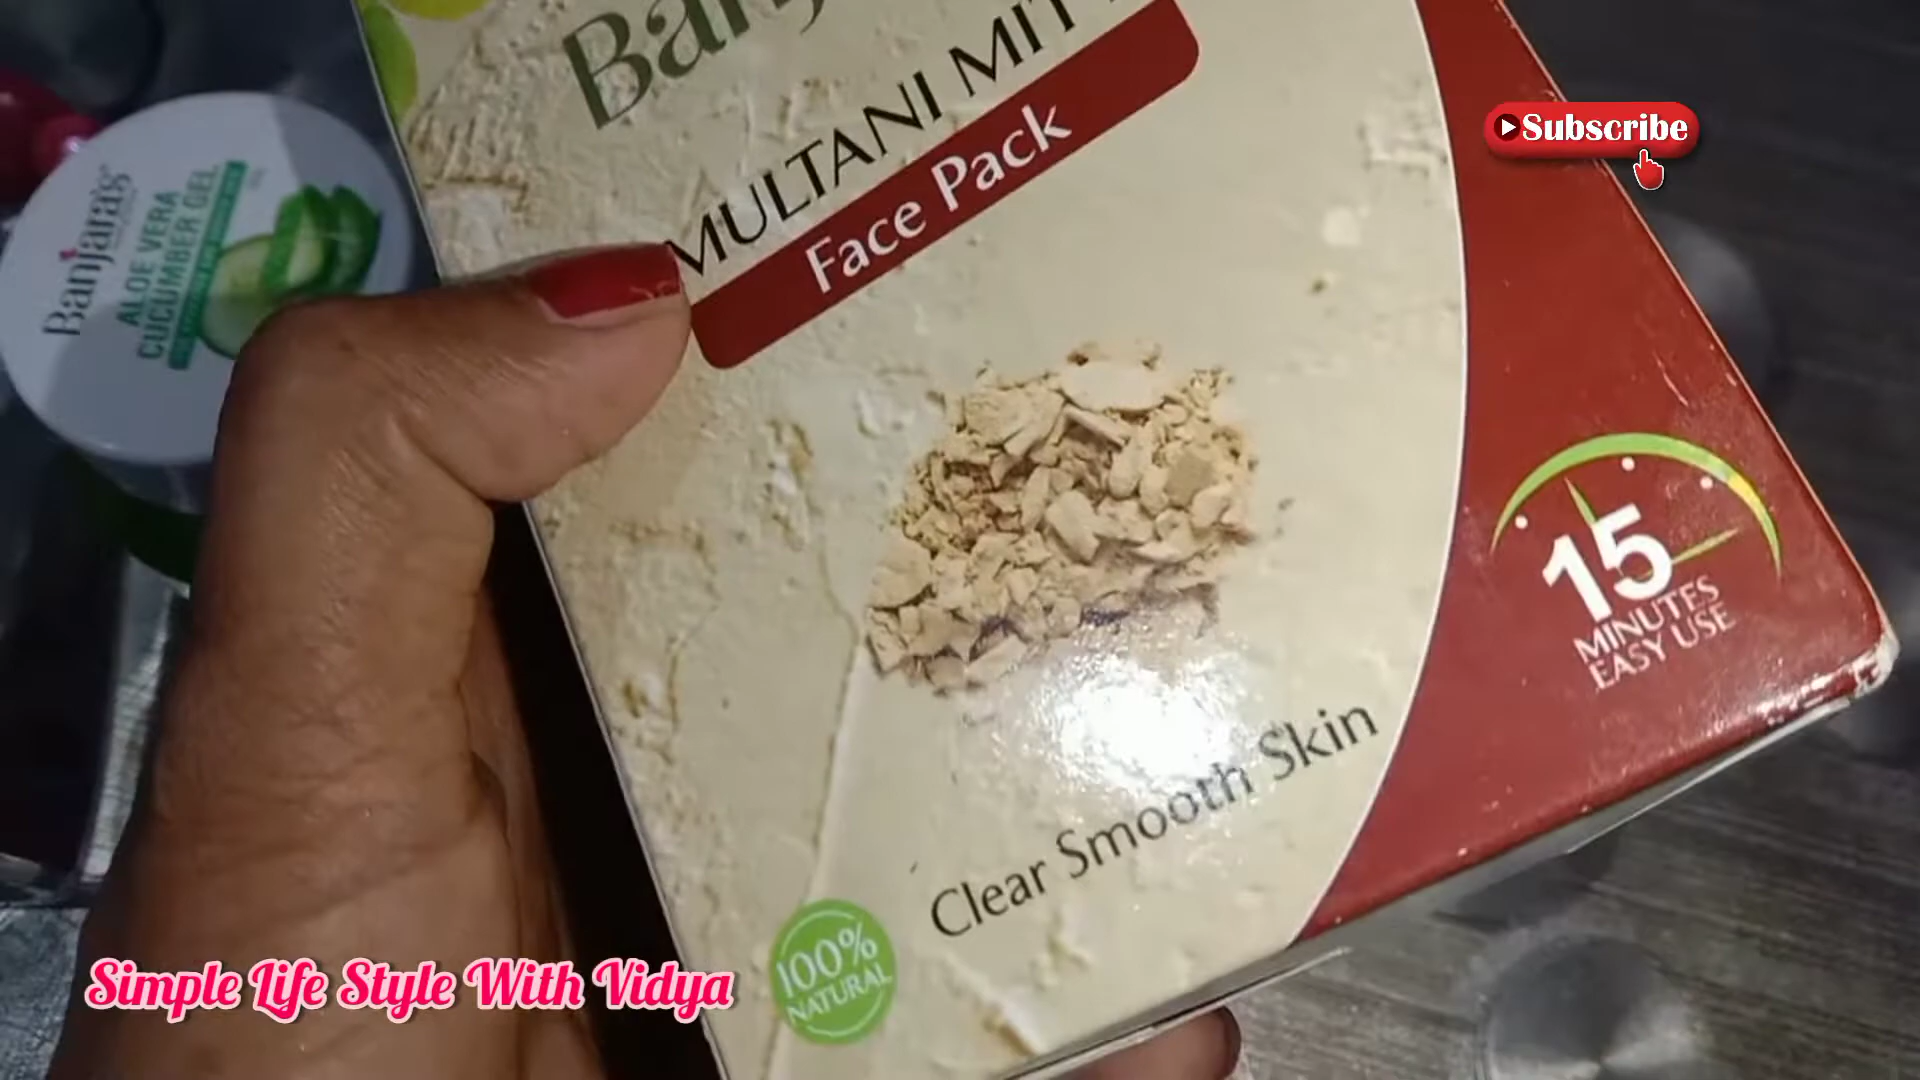 MULTANI
Face Pack
Subscribe
Banjara's
ALOE VERA
CUCUMBER GEL
15
MINUTES
EASY USE
Clear Smooth Skin
100%
NATURAL
Simple Life Style With Vidya